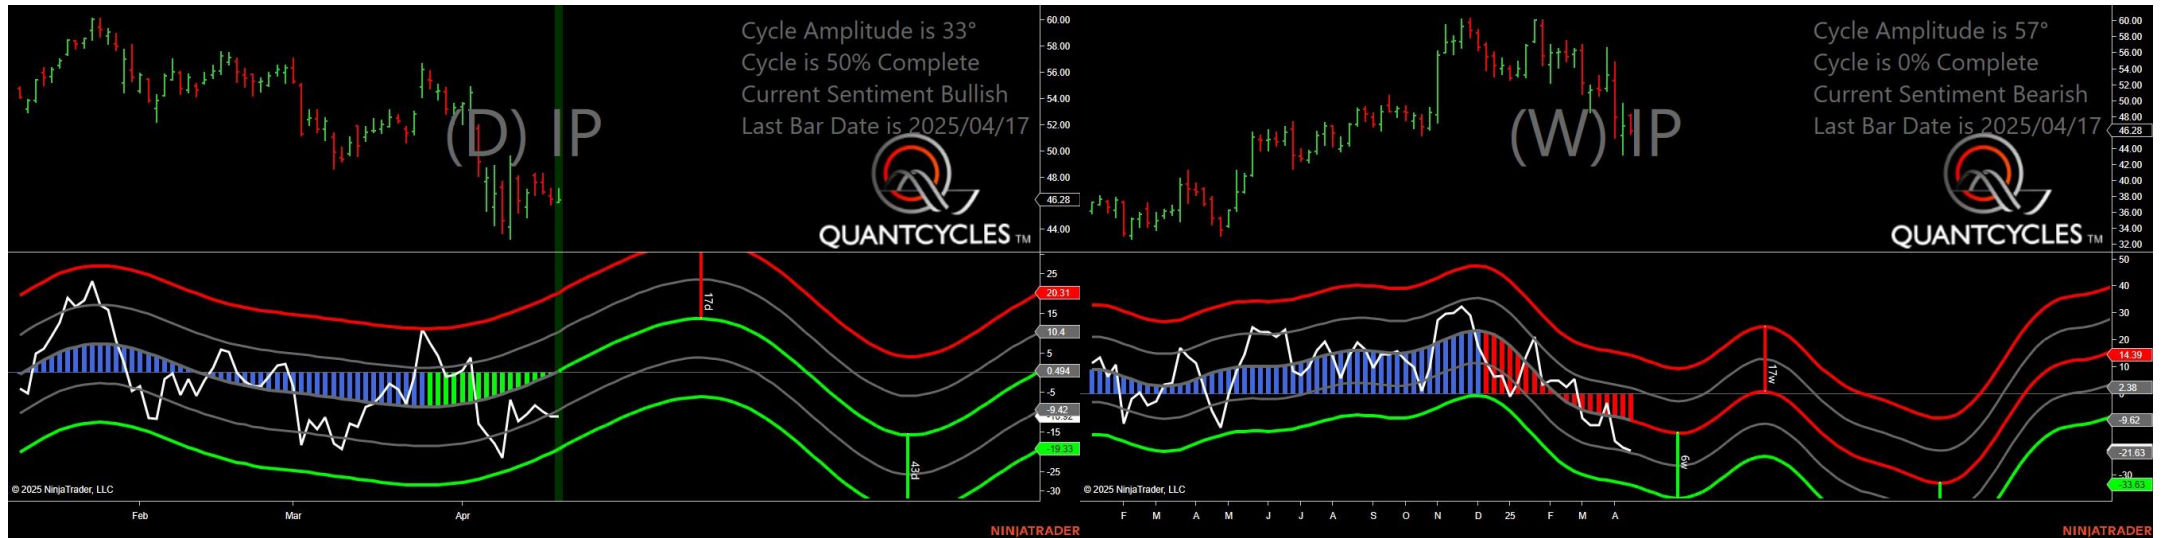 Cycle Amplitude is 33°
Cycle is 50% Complete
Current Sentiment Bullish
Last Bar Date is 2025/04/17
(D) IP
QUANTCYCLES TM
60.00
58.00
56.00
54.00
52.00
50.00
48.00
46.28
44.00
25
20.31
15
10.4
5
0.494
-5
-9.42
-10.92
-15
-19.33
-25
-30
17d
43d
© 2025 NinjaTrader, LLC
Feb
Mar
Apr
NINJATRADER
Cycle Amplitude is 57°
Cycle is 0% Complete
Current Sentiment Bearish
Last Bar Date is 2025/04/17
(W) IP
QUANTCYCLES TM
60.00
58.00
56.00
54.00
52.00
50.00
48.00
46.28
44.00
42.00
40.00
38.00
36.00
34.00
32.00
50
40
30
20
14.39
2.38
0
-9.62
-21.63
-30
-33.63
17w
6w
© 2025 NinjaTrader, LLC
F
M
A
M
J
J
A
S
O
N
D
25
F
M
A
NINJATRADER